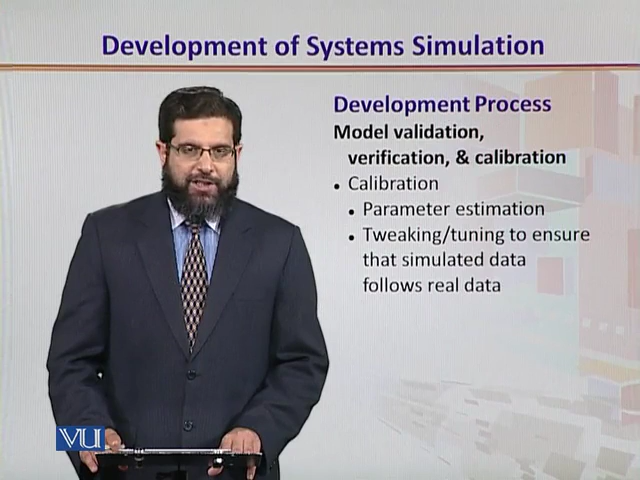 Development of Systems Simulation
Development Process
Model validation,
verification, & calibration
• Calibration
• Parameter estimation
• Tweaking/tuning to ensure
that simulated data
follows real data
VU